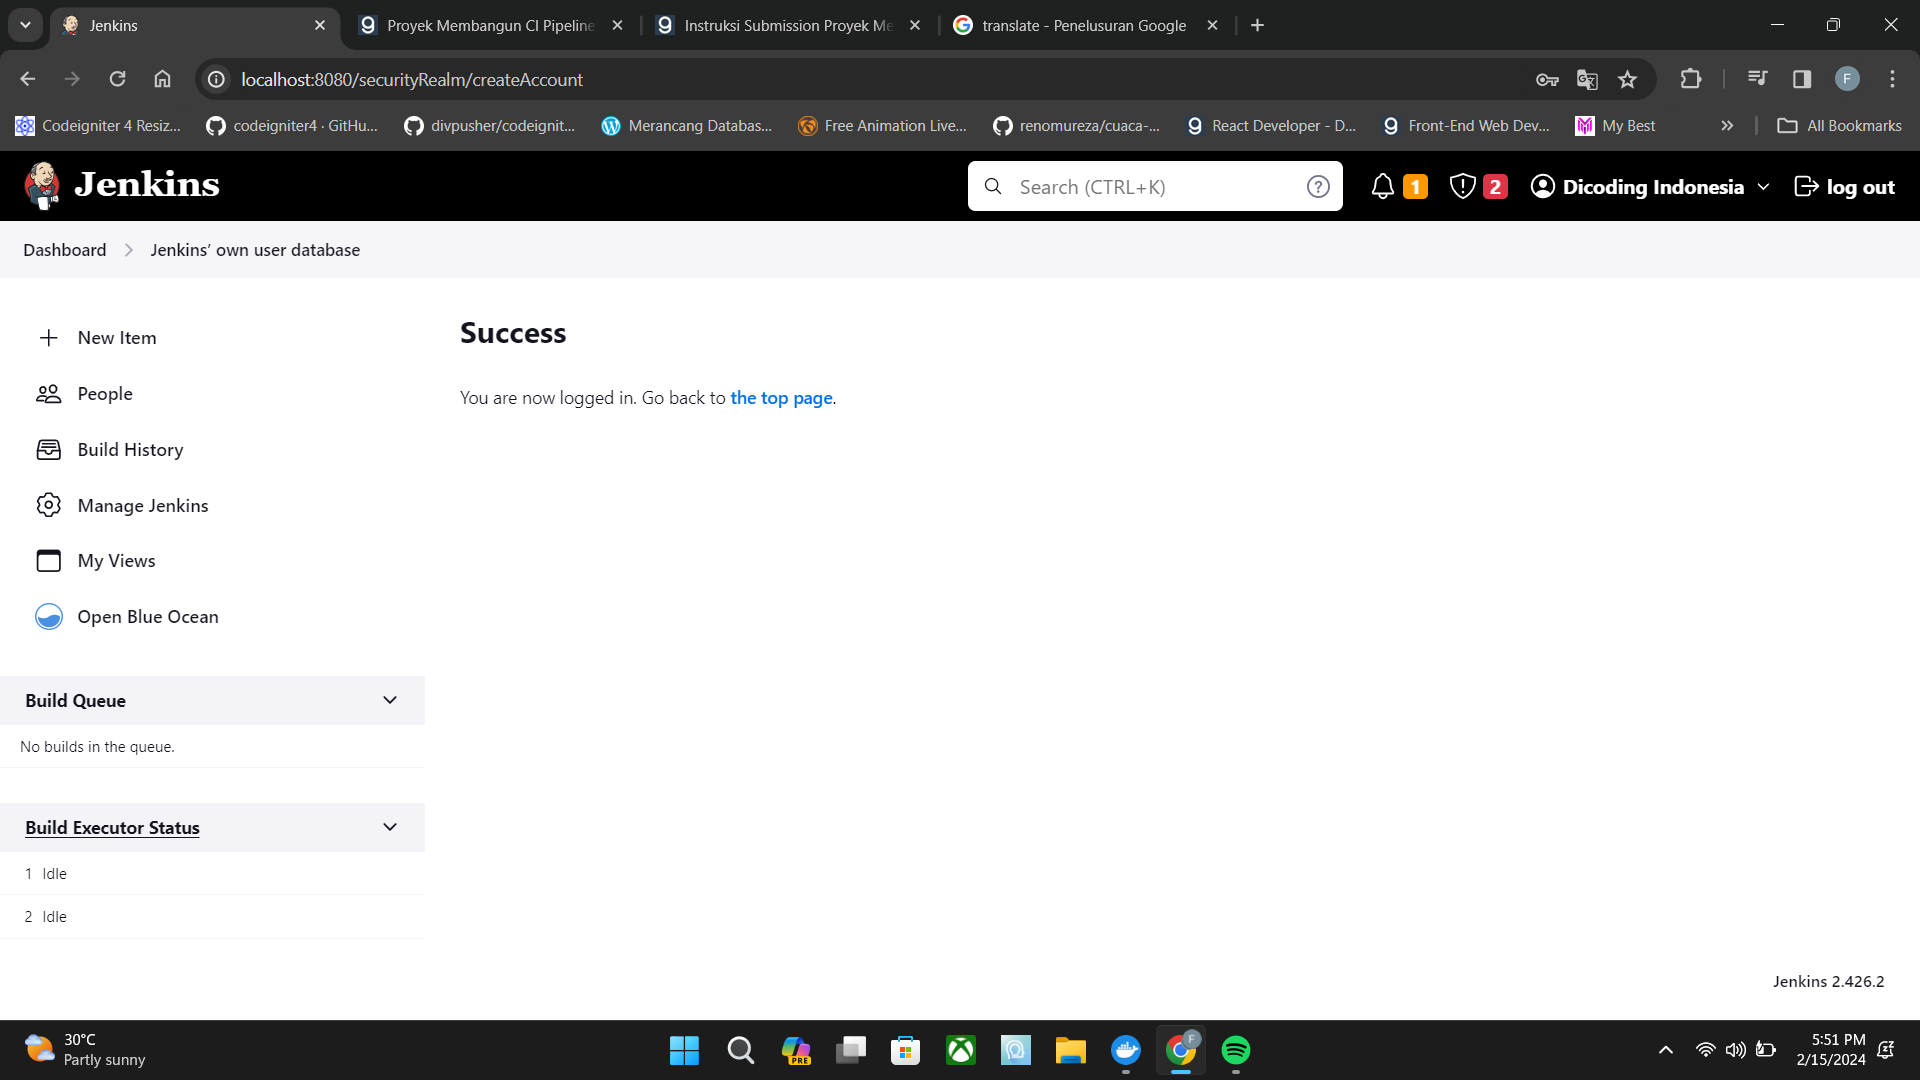 Jenkins
Proyek Membangun CI Pipeline
Instruksi Submission Proyek Me
translate - Penelusuran Google
localhost:8080/securityRealm/createAccount
F
Codeigniter 4 Resiz...
codeigniter4 · GitHu...
divpusher/codeignit...
Merancang Databas...
Free Animation Live...
renomureza/cuaca-...
React Developer - D...
Front-End Web Dev...
My Best
All Bookmarks
Jenkins
Search (CTRL+K)
1
2
Dicoding Indonesia
log out
Dashboard
Jenkins’ own user database
New Item
People
Build History
Manage Jenkins
My Views
Open Blue Ocean
Success
You are now logged in. Go back to the top page.
Build Queue
No builds in the queue.
Build Executor Status
1 Idle
2 Idle
Jenkins 2.426.2
30°C
Partly sunny
PRE
F
5:51 PM
2/15/2024